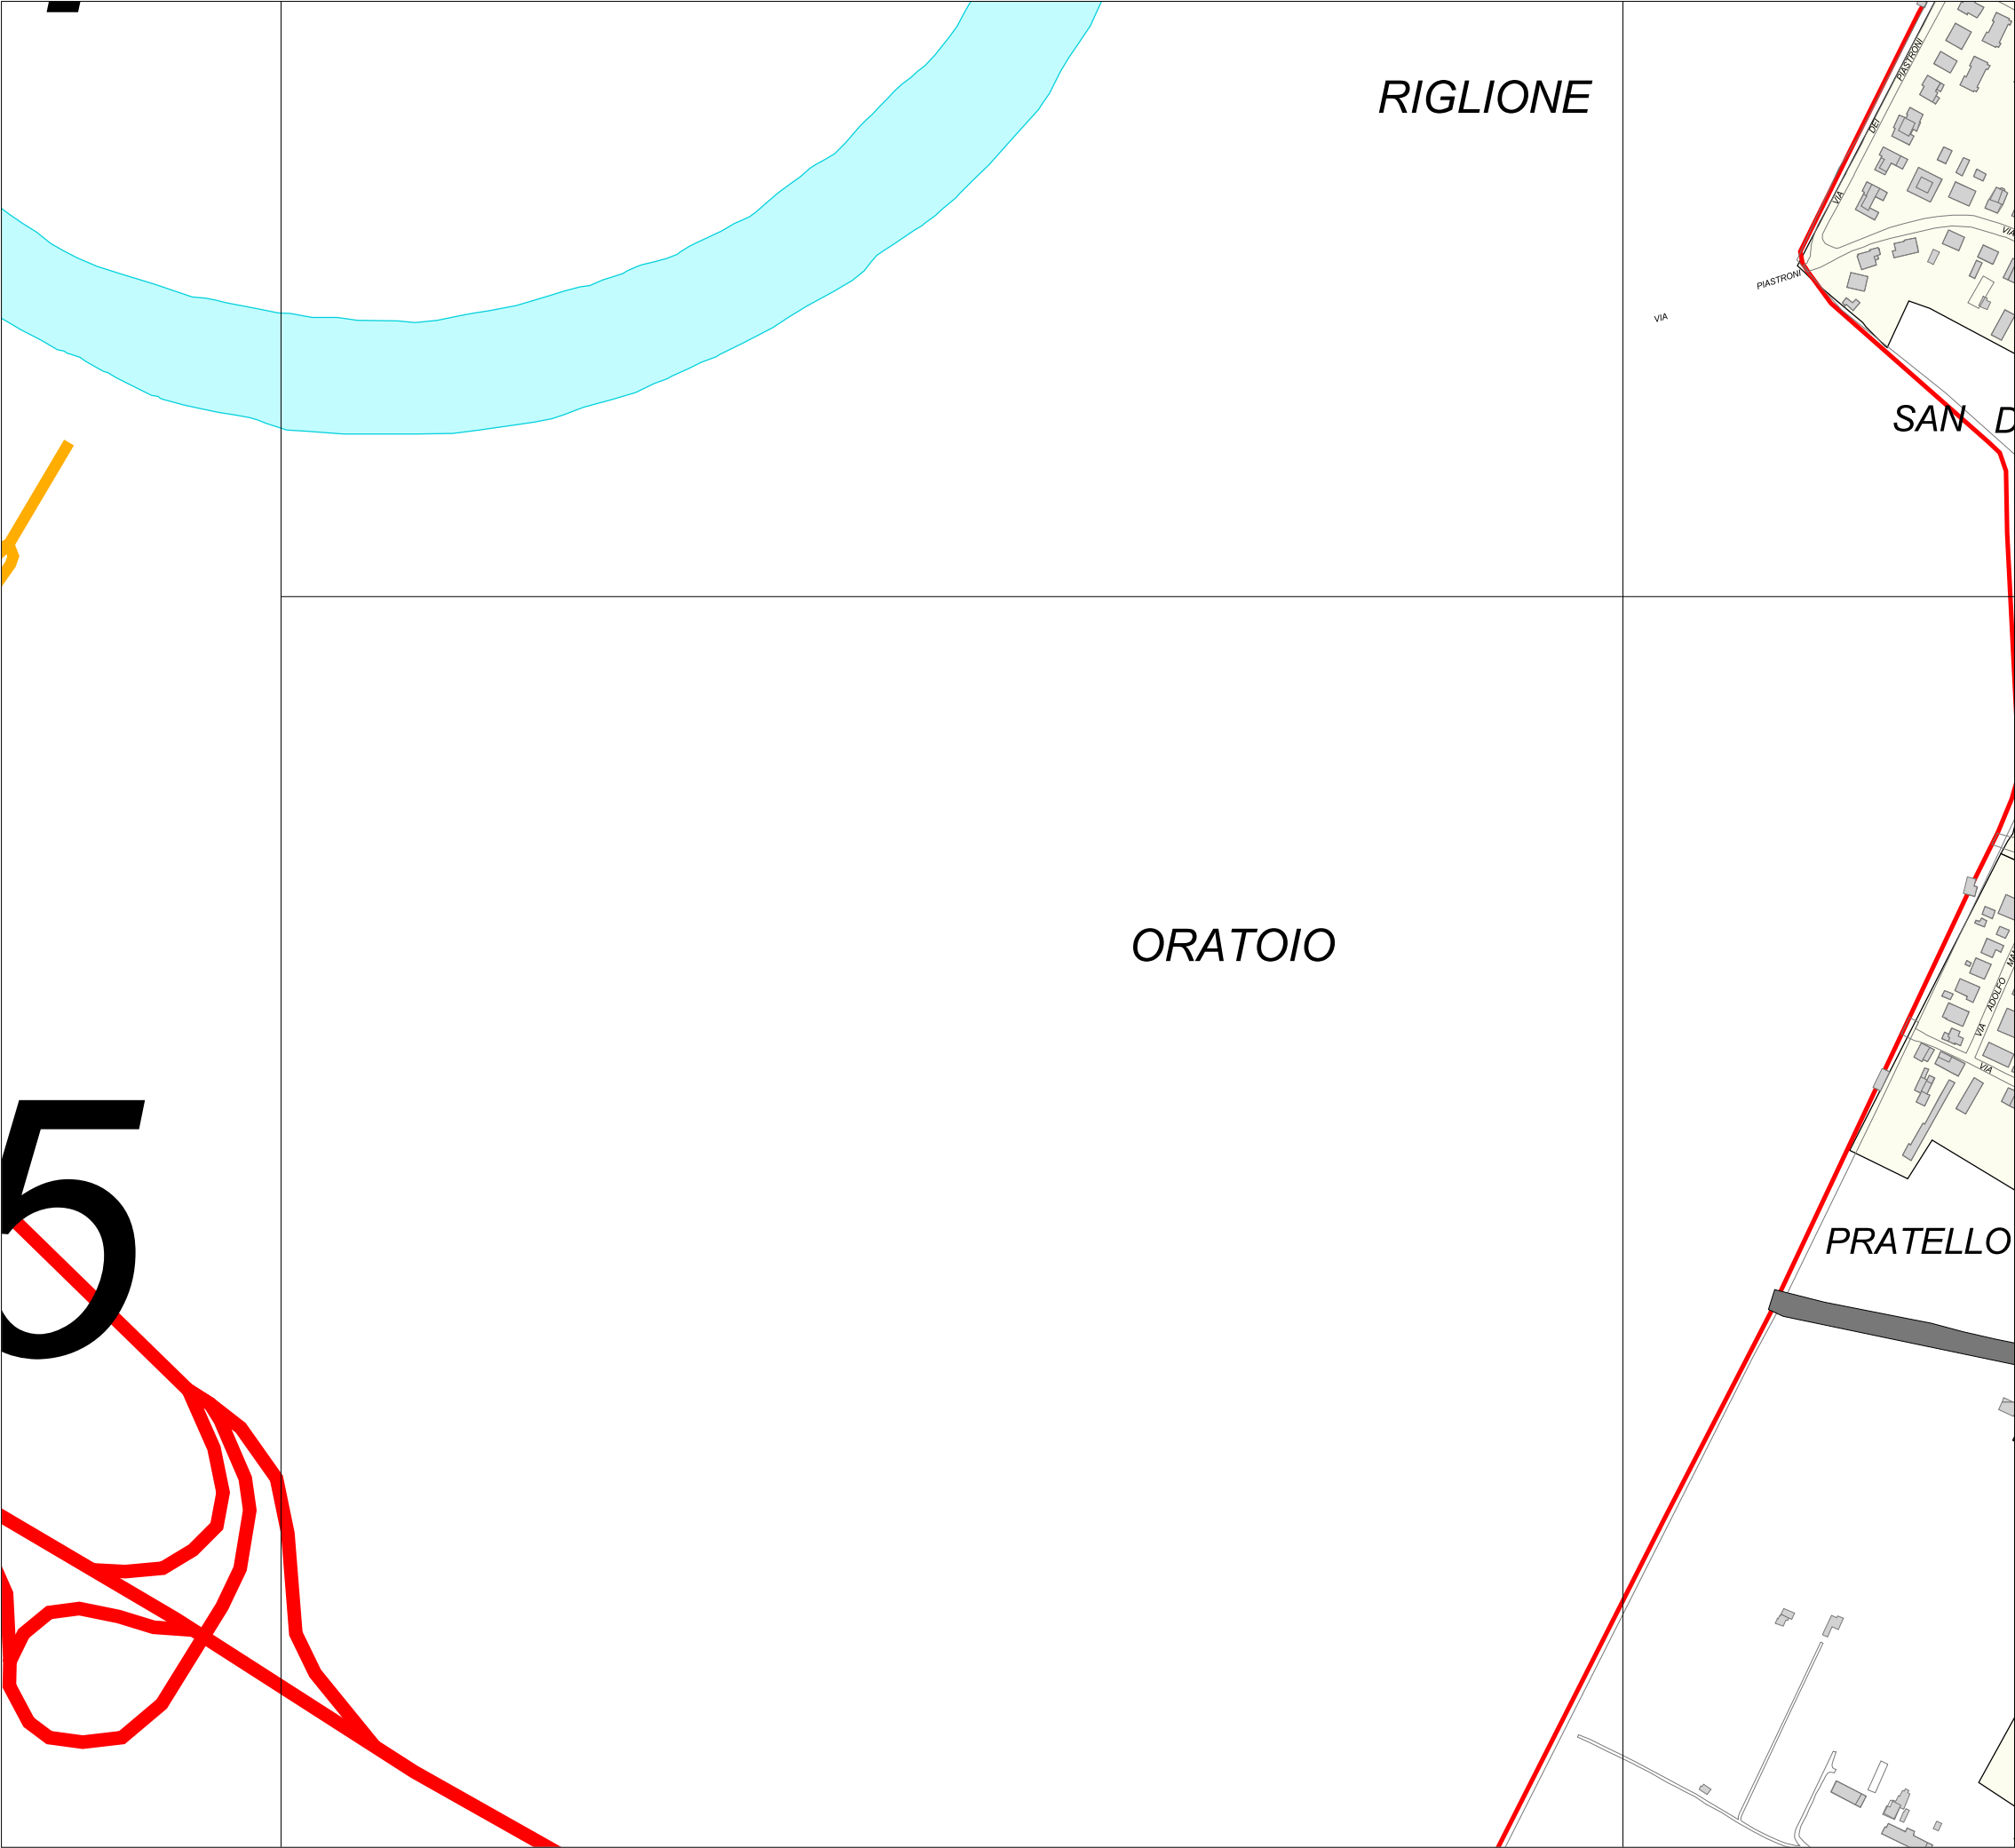 RIGLIONE
PIASTRONI
DEI
VIA
VIA
PIASTRONI
VIA
SAN D
ORATOIO
ADOLFO
VIA
VIA
5
PRATELLO